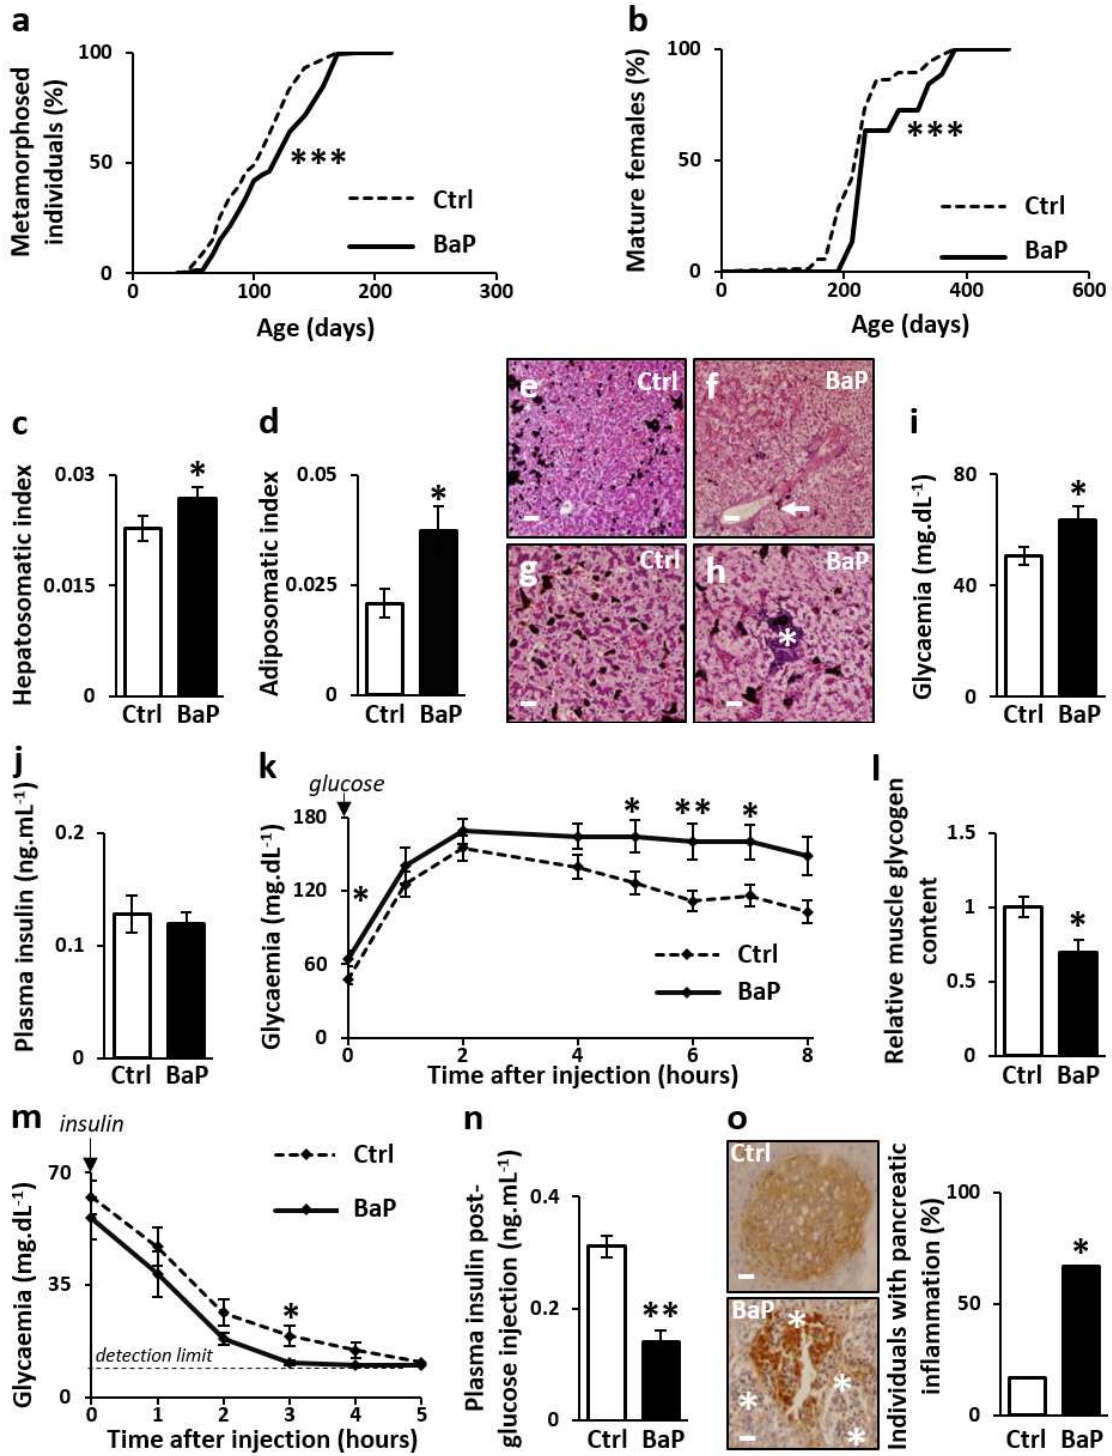 a
Metamorphosed
individuals (%)
100
50
0
***
Ctrl
BaP
0 100 200 300
Age (days)
b
Mature females (%)
100
50
0
***
Ctrl
BaP
0 200 400 600
Age (days)
c
Hepatosomatic index
0.03
0.015
0
*
Ctrl BaP
d
Adiposomatic index
0.05
0.025
0
*
Ctrl BaP
e
Ctrl
f
BaP
g
Ctrl
h
BaP
*
i
Glycaemia (mg.dL-1)
80
40
0
*
Ctrl BaP
j
Plasma insulin (ng.mL-1)
0.2
0.1
0
Ctrl BaP
k
glucose
Glycaemia (mg.dL-1)
180
120
60
0
*
* ** *
Ctrl
BaP
0 2 4 6 8
Time after injection (hours)
l
Relative muscle glycogen
content
1.5
1
0.5
0
*
Ctrl BaP
m
insulin
Glycaemia (mg.dL-1)
70
35
0
Ctrl
BaP
*
detection limit
0 1 2 3 4 5
Time after injection (hours)
n
Plasma insulin post-
glucose injection (ng.mL-1)
0.4
0.2
0
**
Ctrl BaP
o
Ctrl
BaP
*
* *
*
Individuals with pancreatic
inflammation (%)
100
50
0
*
Ctrl BaP